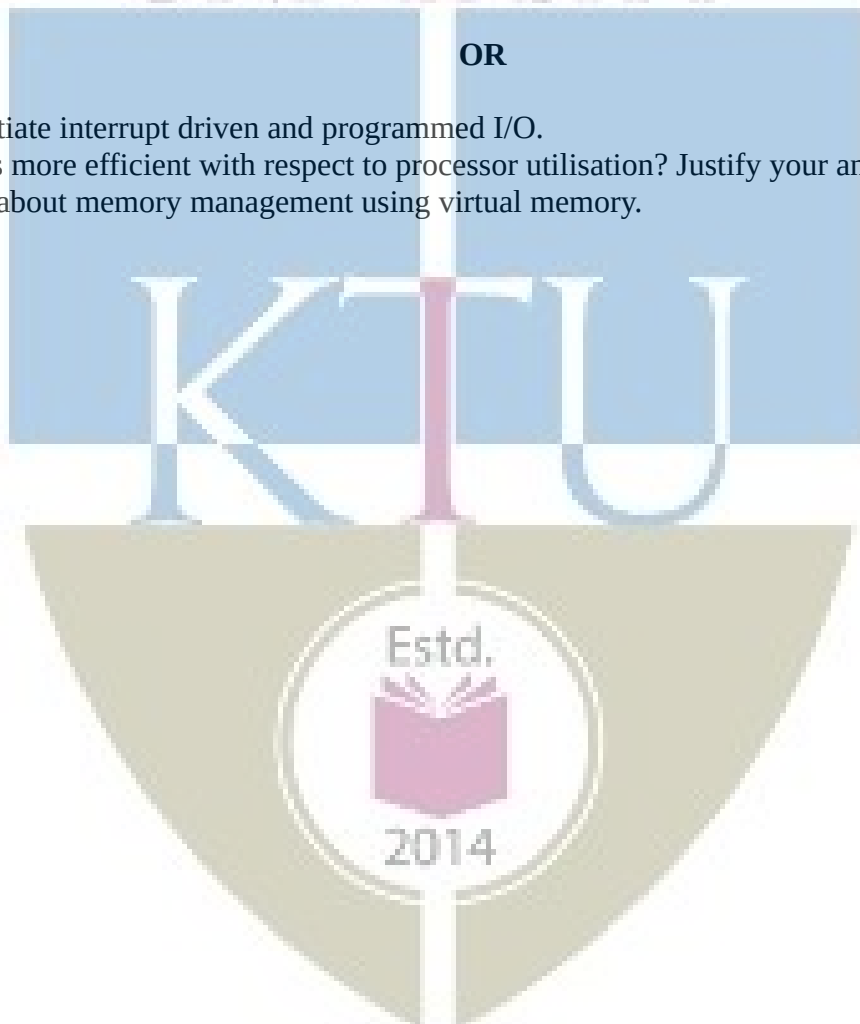 OR
tiate interrupt driven and programmed I/O.
s more efficient with respect to processor utilisation? Justify your an
about memory management using virtual memory.
KTU
Estd.
2014